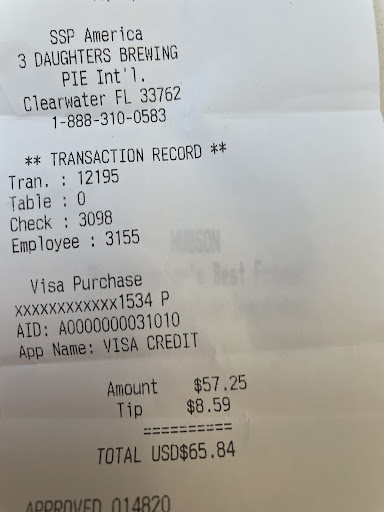 SSP America
3 DAUGHTERS BREWING
PIE Int'l.
Clearwater FL 33762
1-888-310-0583
** TRANSACTION RECORD **
Tran. : 12195
Table : 0
Check : 3098
Employee : 3155
HUDSON
Visa Purchase
XXXXXXXXXXXX1534 P
AID: A0000000031010
App Name: VISA CREDIT
Amount $57.25
Tip $8.59
==========
TOTAL USD$65.84
APPROVED 014820